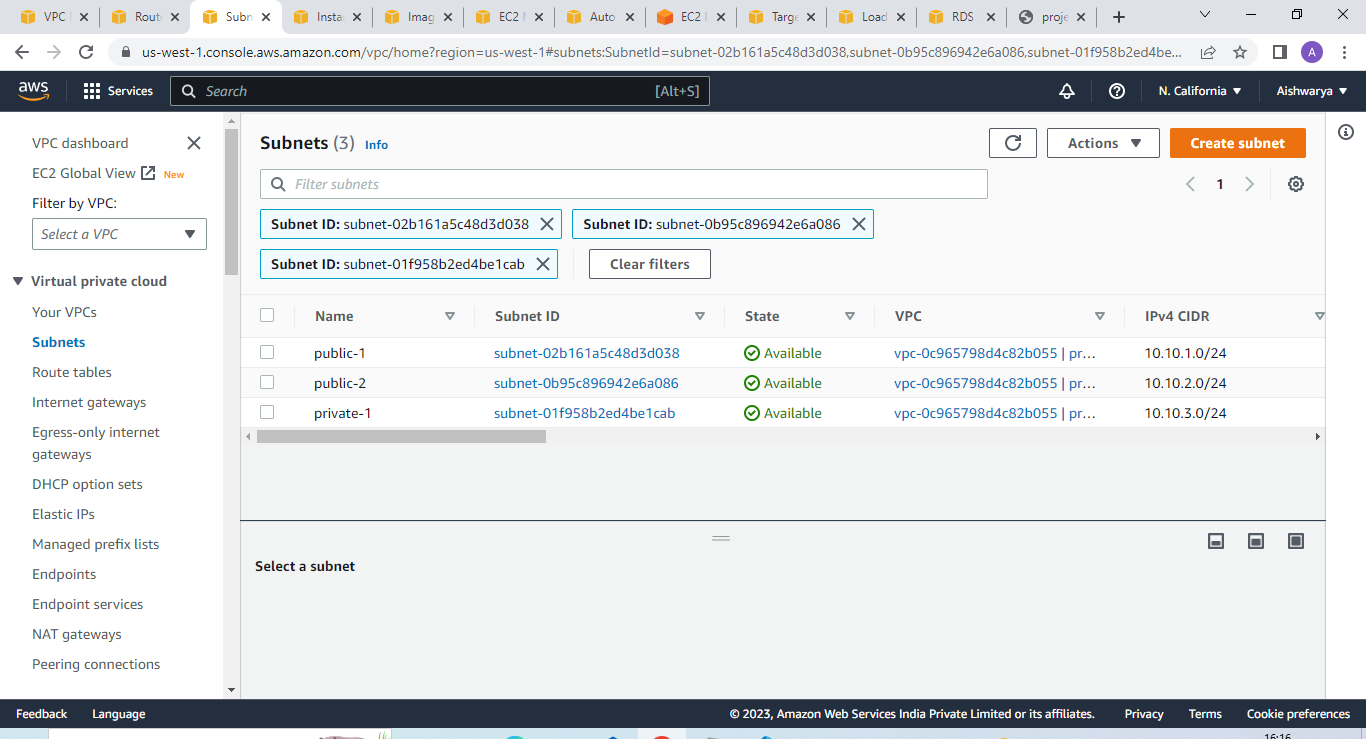 VPC
Rout
Subn
Insta
Imag
EC2
Auto
EC2
Targe
Load
RDS
proje
us-west-1.console.aws.amazon.com/vpc/home?region=us-west-1#subnets:SubnetId=subnet-02b161a5c48d3d038,subnet-0b95c896942e6a086,subnet-01f958b2ed4be...
A
aws
Services
Search
[Alt+S]
N. California
Aishwarya
VPC dashboard
EC2 Global View New
Filter by VPC:
Select a VPC
Virtual private cloud
Your VPCs
Subnets
Route tables
Internet gateways
Egress-only internet
gateways
DHCP option sets
Elastic IPs
Managed prefix lists
Endpoints
Endpoint services
NAT gateways
Peering connections
Subnets (3) Info
Actions
Create subnet
Filter subnets
1
Subnet ID: subnet-02b161a5c48d3d038
Subnet ID: subnet-0b95c896942e6a086
Subnet ID: subnet-01f958b2ed4be1cab
Clear filters
Name Subnet ID State VPC IPv4 CIDR
public-1 subnet-02b161a5c48d3d038 Available vpc-0c965798d4c82b055 | pr... 10.10.1.0/24
public-2 subnet-0b95c896942e6a086 Available vpc-0c965798d4c82b055 | pr... 10.10.2.0/24
private-1 subnet-01f958b2ed4be1cab Available vpc-0c965798d4c82b055 | pr... 10.10.3.0/24
Select a subnet
Feedback Language © 2023, Amazon Web Services India Private Limited or its affiliates. Privacy Terms Cookie preferences
16:16